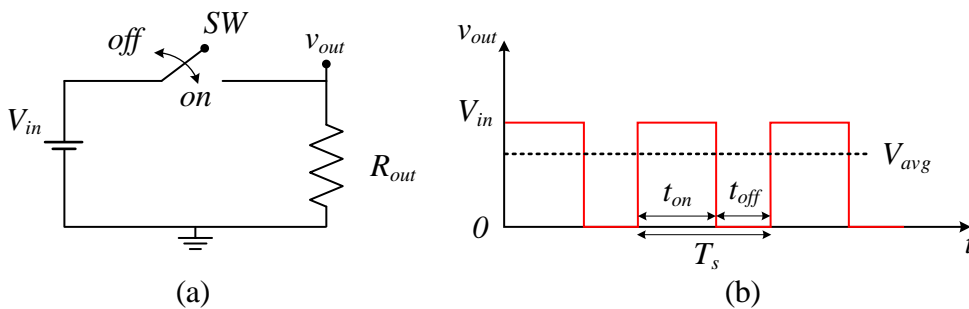 SW
off
v_out
on
V_in
R_out
(a)
v_out
V_in
V_avg
t_on
t_off
0
T_s
t
(b)